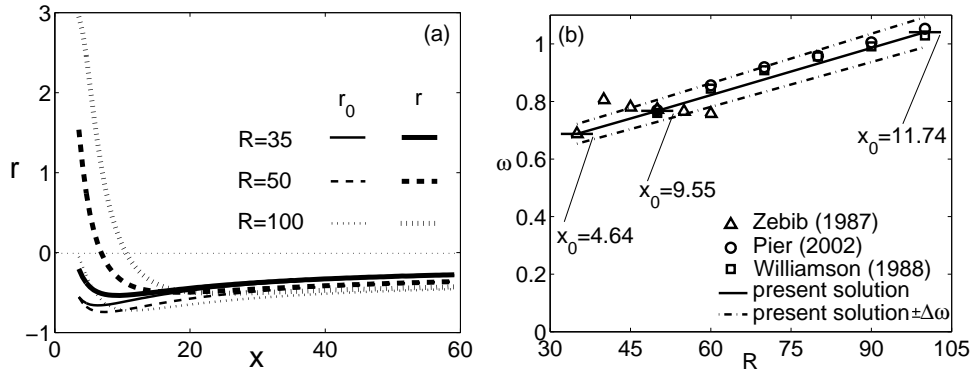 (a)
3
2
1
0
−1
r
0
20
40
60
x
r0 r
R=35
R=50
R=100
(b)
1
0.8
0.6
0.4
0.2
0
ω
30
45
60
75
90
105
R
x0=11.74
x0=9.55
x0=4.64
Zebib (1987)
Pier (2002)
Williamson (1988)
present solution
present solution±Δω